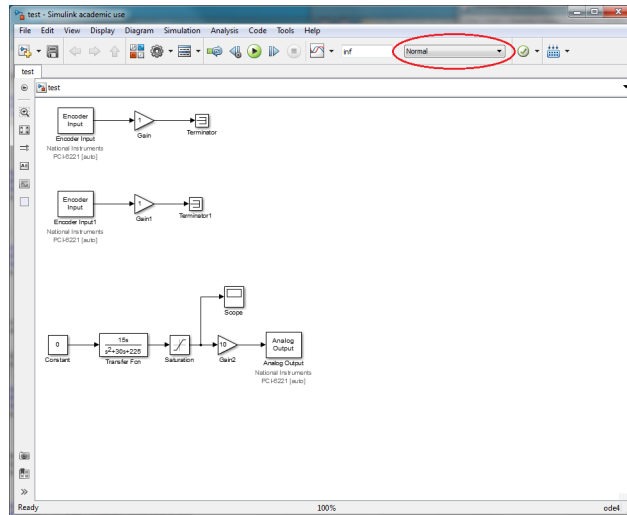 test - Simulink academic use
File Edit View Display Diagram Simulation Analysis Code Tools Help
inf Normal
test
test
Encoder
Input
1
Encoder Input
Gain
Terminator
National Instruments
PCI-6221 [auto]
Encoder
Input
1
Encoder Input1
Gain1
Terminator1
National Instruments
PCI-6221 [auto]
Scope
0
15s
s2+30s+225
10
Analog
Output
Constant
Transfer Fcn
Saturation
Gain2
Analog Output
National Instruments
PCI-6221 [auto]
Ready 100% ode4